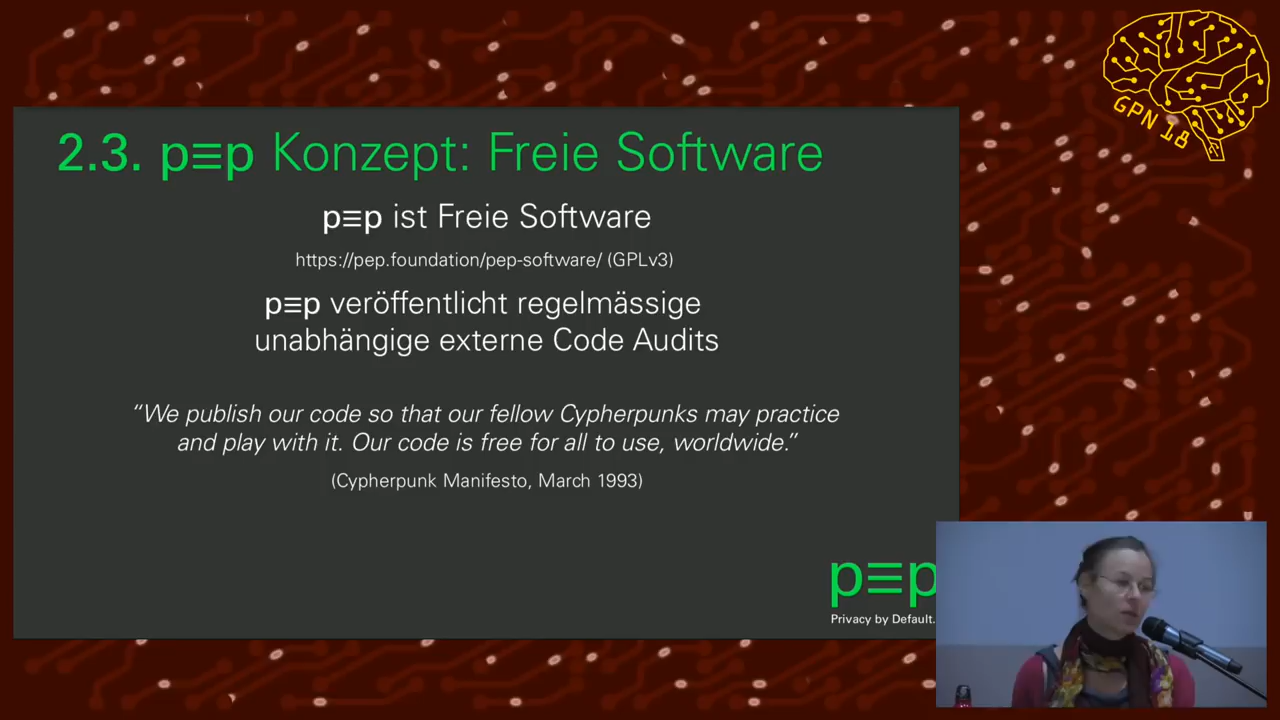 GPN 18
2.3. p≡p Konzept: Freie Software
p≡p ist Freie Software
https://pep.foundation/pep-software/ (GPLv3)
p≡p veröffentlicht regelmässige
unabhängige externe Code Audits
“We publish our code so that our fellow Cypherpunks may practice
and play with it. Our code is free for all to use, worldwide.”
(Cypherpunk Manifesto, March 1993)
p≡p
Privacy by Default.